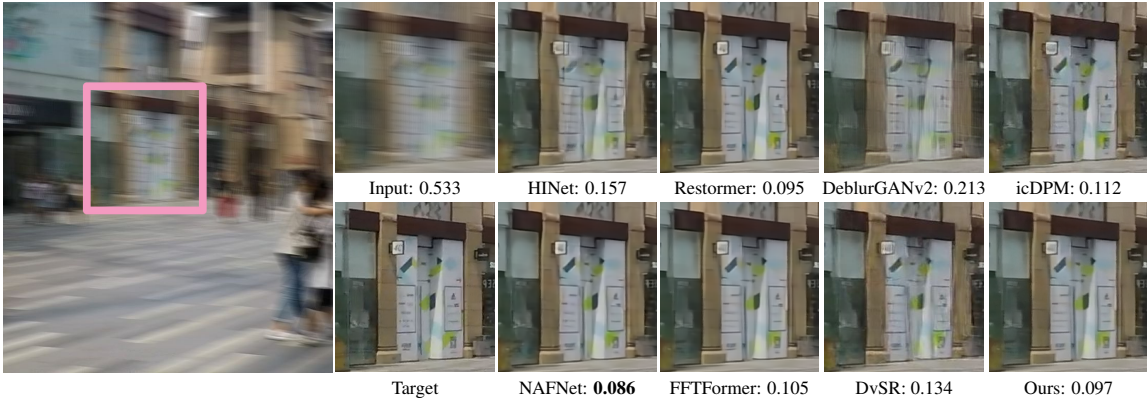 Input: 0.533
HINet: 0.157
Restormer: 0.095
DeblurGANv2: 0.213
icDPM: 0.112
Target
NAFNet: 0.086
FFTFormer: 0.105
DvSR: 0.134
Ours: 0.097